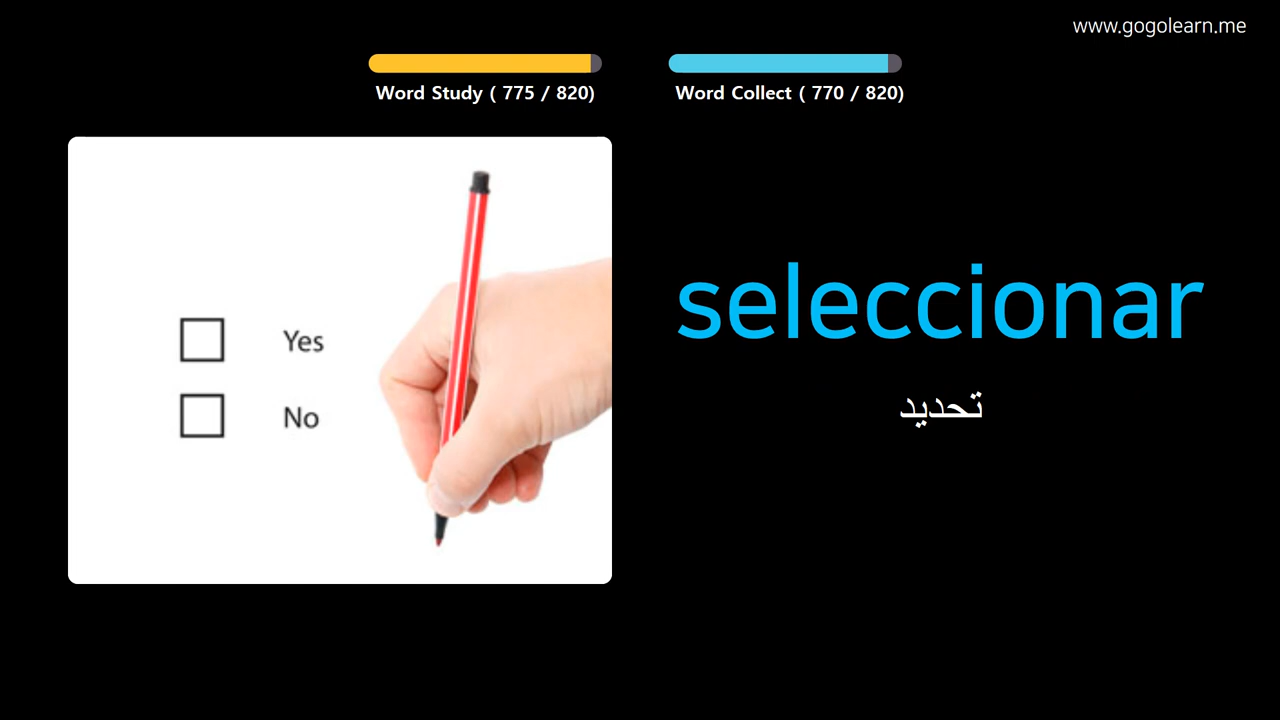 www.gogolearn.me
Word Study ( 775 / 820)
Word Collect ( 770 / 820)
Yes
No
seleccionar
تحديد